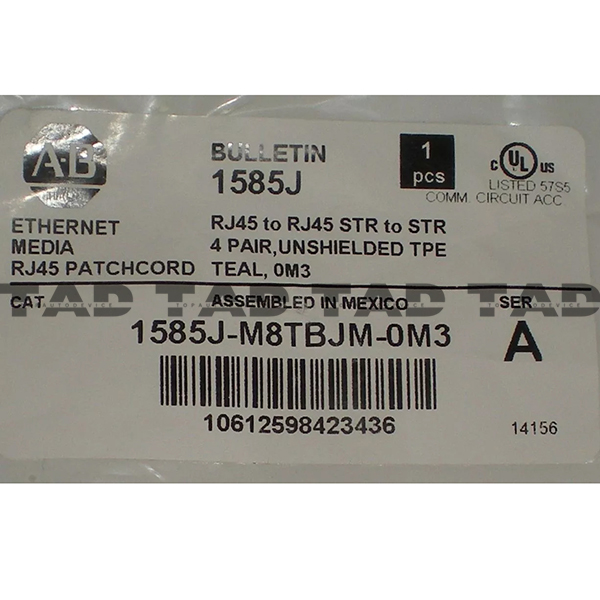 A-B
BULLETIN
1585J
1
pcs
C UL US
LISTED 57S5
COMM. CIRCUIT ACC.
ETHERNET
MEDIA
RJ45 PATCHCORD
RJ45 to RJ45 STR to STR
4 PAIR,UNSHIELDED TPE
TEAL, 0M3
CAT. ASSEMBLED IN MEXICO SER
TAD TAD TAD TAD TAD
1585J-M8TBJM-0M3
A
10612598423436
14156